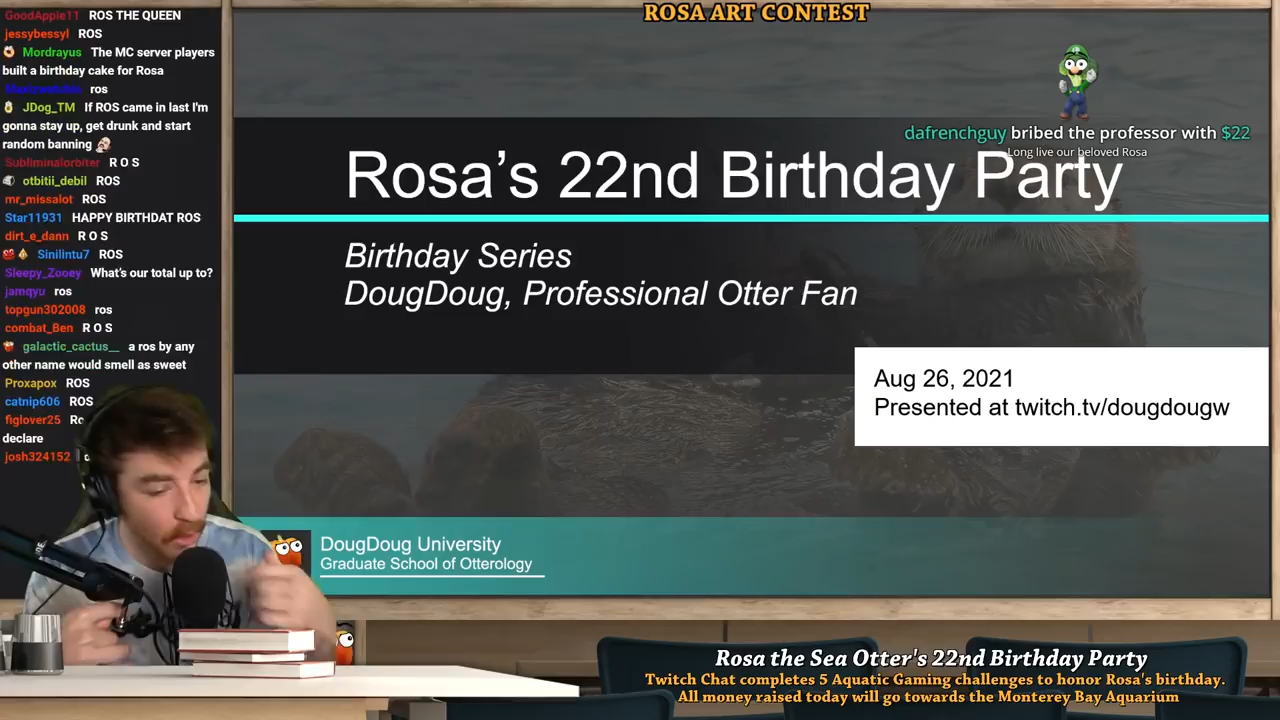 ROSA ART CONTEST
GoodAppie11 ROS THE QUEEN
jessybessyl ROS
Mordrayus The MC server players
built a birthday cake for Rosa
ros
JDog_TM If ROS came in last I'm
gonna stay up, get drunk and start
random banning
Subliminalorbiter R O S
otbitii_debil ROS
mr_missalot ROS
Star11931 HAPPY BIRTHDAT ROS
dirt_e_dann R O S
Sinilintu7 ROS
Sleepy_Zooey What's our total up to?
jamqyu ros
topgun302008 ros
combat_Ben R O S
galactic_cactus__ a ros by any
other name would smell as sweet
Proxapox ROS
catnip606 ROS
figlover25
declare
josh324152
dafrenchguy bribed the professor with $22
Long live our beloved Rosa
Rosa's 22nd Birthday Party
Birthday Series
DougDoug, Professional Otter Fan
Aug 26, 2021
Presented at twitch.tv/dougdougw
DougDoug University
Graduate School of Otterology
Rosa the Sea Otter's 22nd Birthday Party
Twitch Chat completes 5 Aquatic Gaming challenges to honor Rosa's birthday.
All money raised today will go towards the Monterey Bay Aquarium